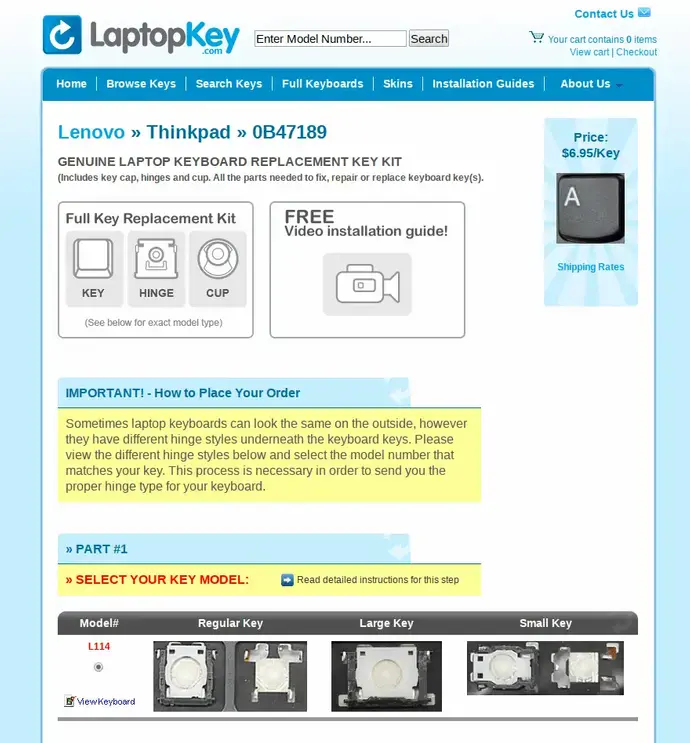 Contact Us
LaptopKey
.com
Enter Model Number...
Search
Your cart contains 0 items
View cart | Checkout
Home
Browse Keys
Search Keys
Full Keyboards
Skins
Installation Guides
About Us
Lenovo » Thinkpad » 0B47189
GENUINE LAPTOP KEYBOARD REPLACEMENT KEY KIT
(Includes key cap, hinges and cup. All the parts needed to fix, repair or replace keyboard key(s).
Price:
$6.95/Key
A
Shipping Rates
Full Key Replacement Kit
KEY
HINGE
CUP
(See below for exact model type)
FREE
Video installation guide!
IMPORTANT! - How to Place Your Order
Sometimes laptop keyboards can look the same on the outside, however
they have different hinge styles underneath the keyboard keys. Please
view the different hinge styles below and select the model number that
matches your key. This process is necessary in order to send you the
proper hinge type for your keyboard.
» PART #1
» SELECT YOUR KEY MODEL:
Read detailed instructions for this step
Model#
Regular Key
Large Key
Small Key
L114
View Keyboard